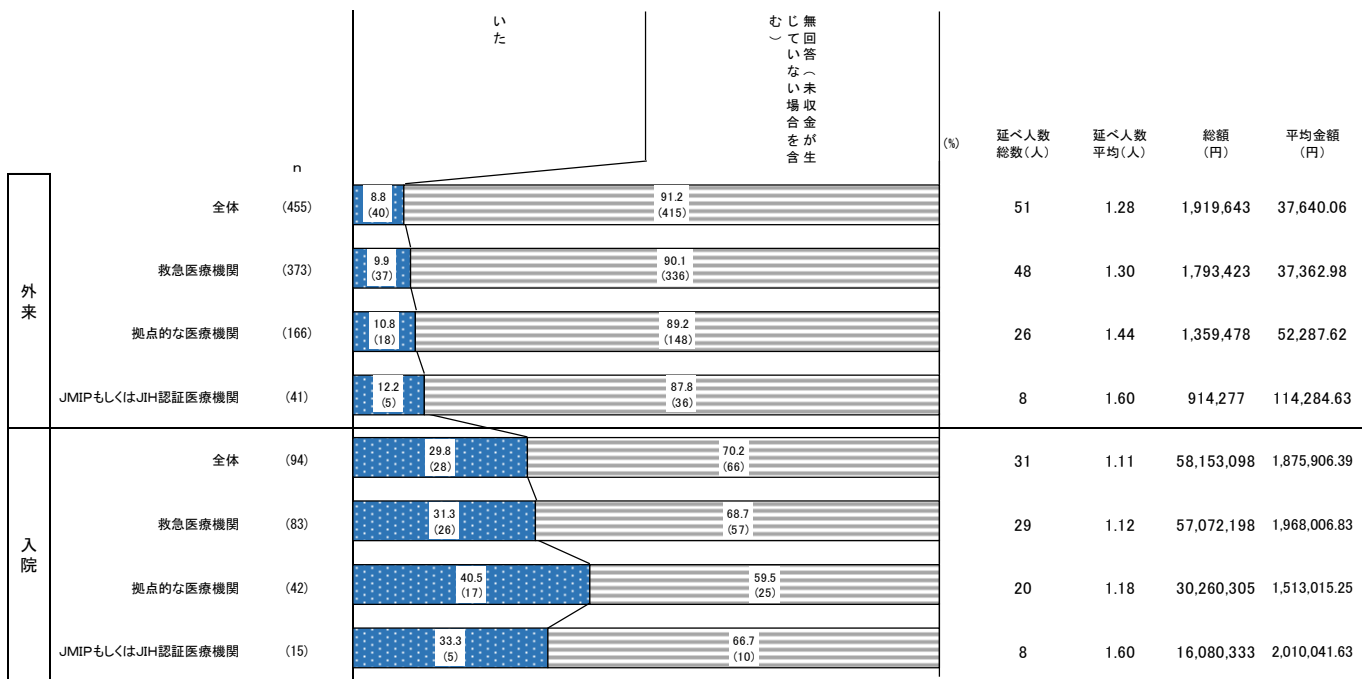 いた
無回答（未収金が生じていない場合を含む）
(%)
延べ人数
総数(人)
延べ人数
平均(人)
総額
(円)
平均金額
(円)
n
外来
全体 (455) 8.8 (40) 91.2 (415) 51 1.28 1,919,643 37,640.06
救急医療機関 (373) 9.9 (37) 90.1 (336) 48 1.30 1,793,423 37,362.98
拠点的な医療機関 (166) 10.8 (18) 89.2 (148) 26 1.44 1,359,478 52,287.62
JMIPもしくはJIH認証医療機関 (41) 12.2 (5) 87.8 (36) 8 1.60 914,277 114,284.63
入院
全体 (94) 29.8 (28) 70.2 (66) 31 1.11 58,153,098 1,875,906.39
救急医療機関 (83) 31.3 (26) 68.7 (57) 29 1.12 57,072,198 1,968,006.83
拠点的な医療機関 (42) 40.5 (17) 59.5 (25) 20 1.18 30,260,305 1,513,015.25
JMIPもしくはJIH認証医療機関 (15) 33.3 (5) 66.7 (10) 8 1.60 16,080,333 2,010,041.63